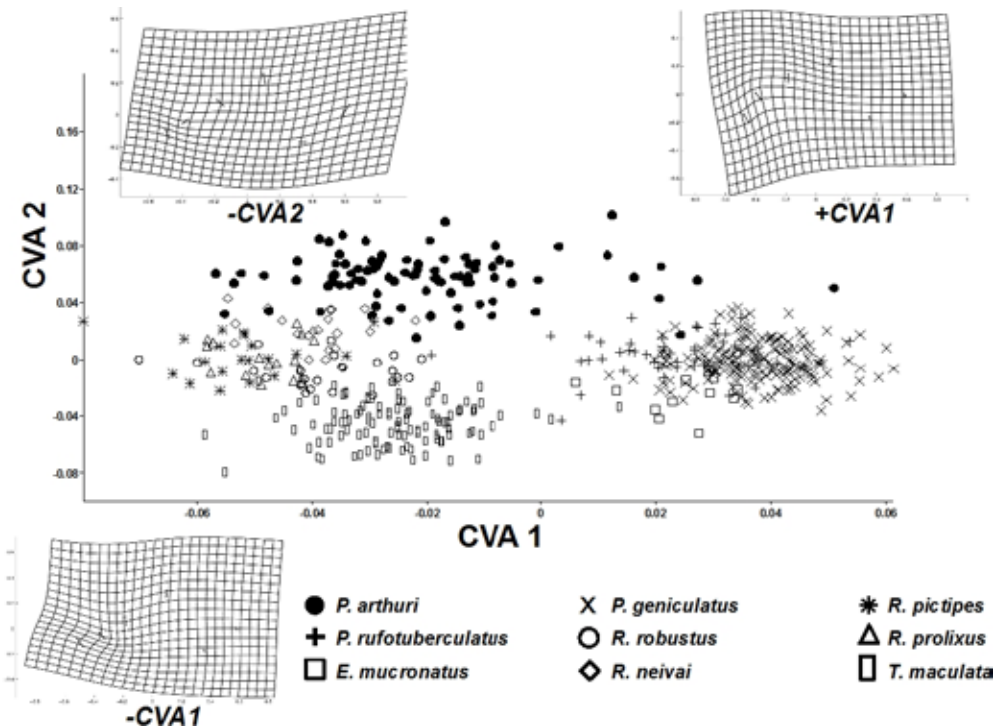 -CVA2
+CVA1
CVA 2
0.16
0.12
0.08
0.04
0
-0.04
-0.08
-0.06
-0.04
-0.02
0
0.02
0.04
0.06
CVA 1
-CVA1
P. arthuri
P. geniculatus
R. pictipes
P. rufotuberculatus
R. robustus
R. prolixus
E. mucronatus
R. neivai
T. maculata